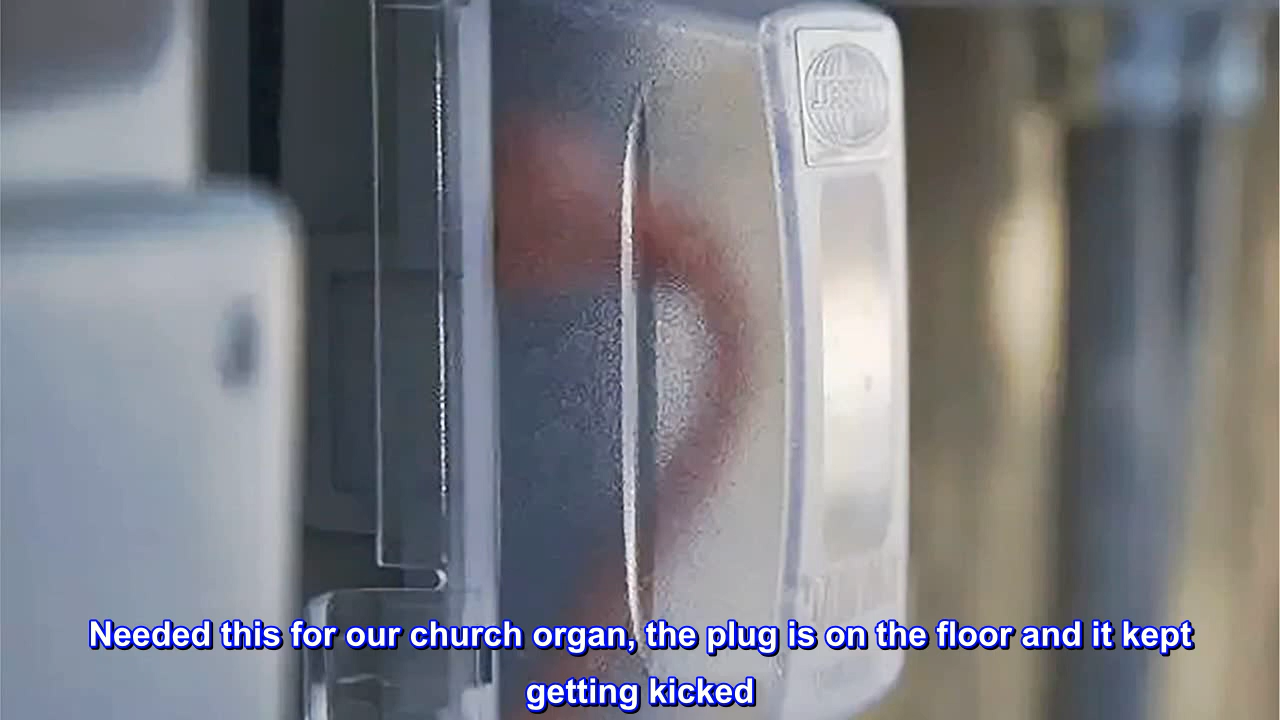 Needed this for our church organ, the plug is on the floor and it kept
getting kicked